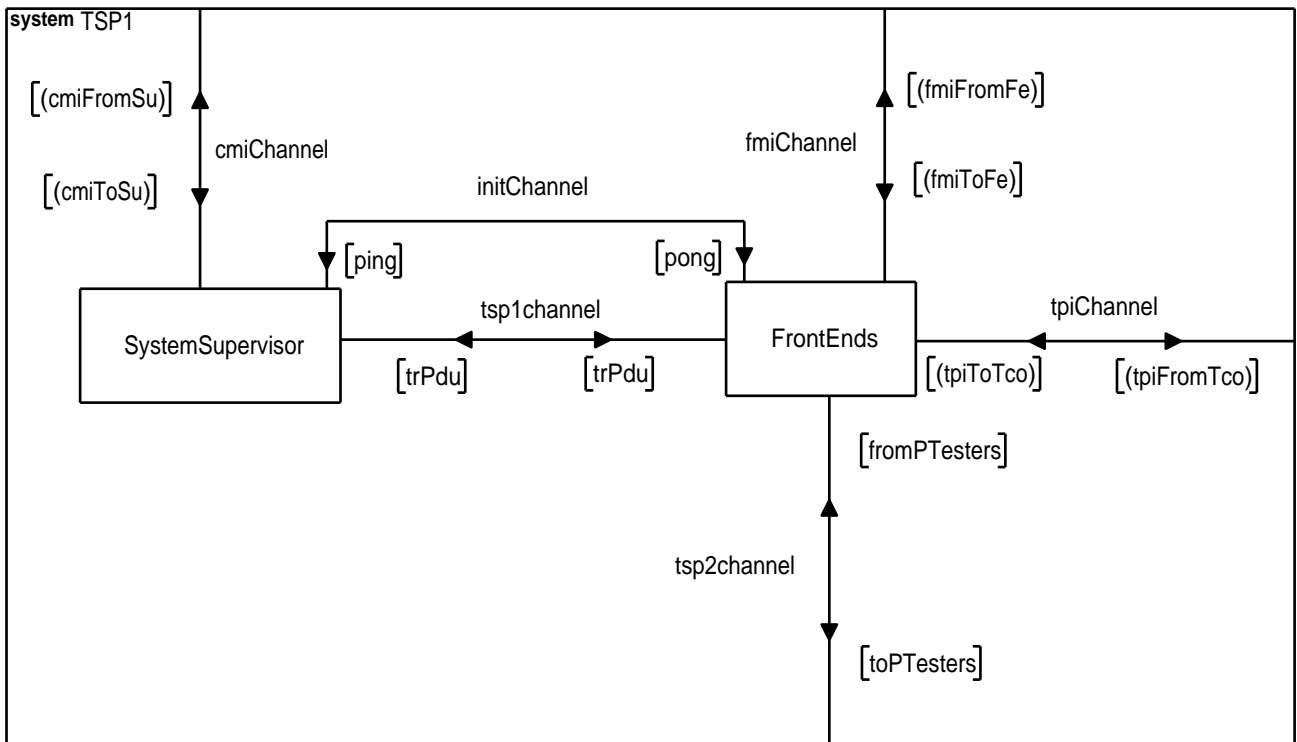 system TSP1
[(cmiFromSu)]
[(fmiFromFe)]
cmiChannel
fmiChannel
[(cmiToSu)]
initChannel
[(fmiToFe)]
[ping]
[pong]
tsp1channel
tpiChannel
SystemSupervisor
FrontEnds
[trPdu]
[trPdu]
[(tpiToTco)]
[(tpiFromTco)]
[fromPTesters]
tsp2channel
[toPTesters]